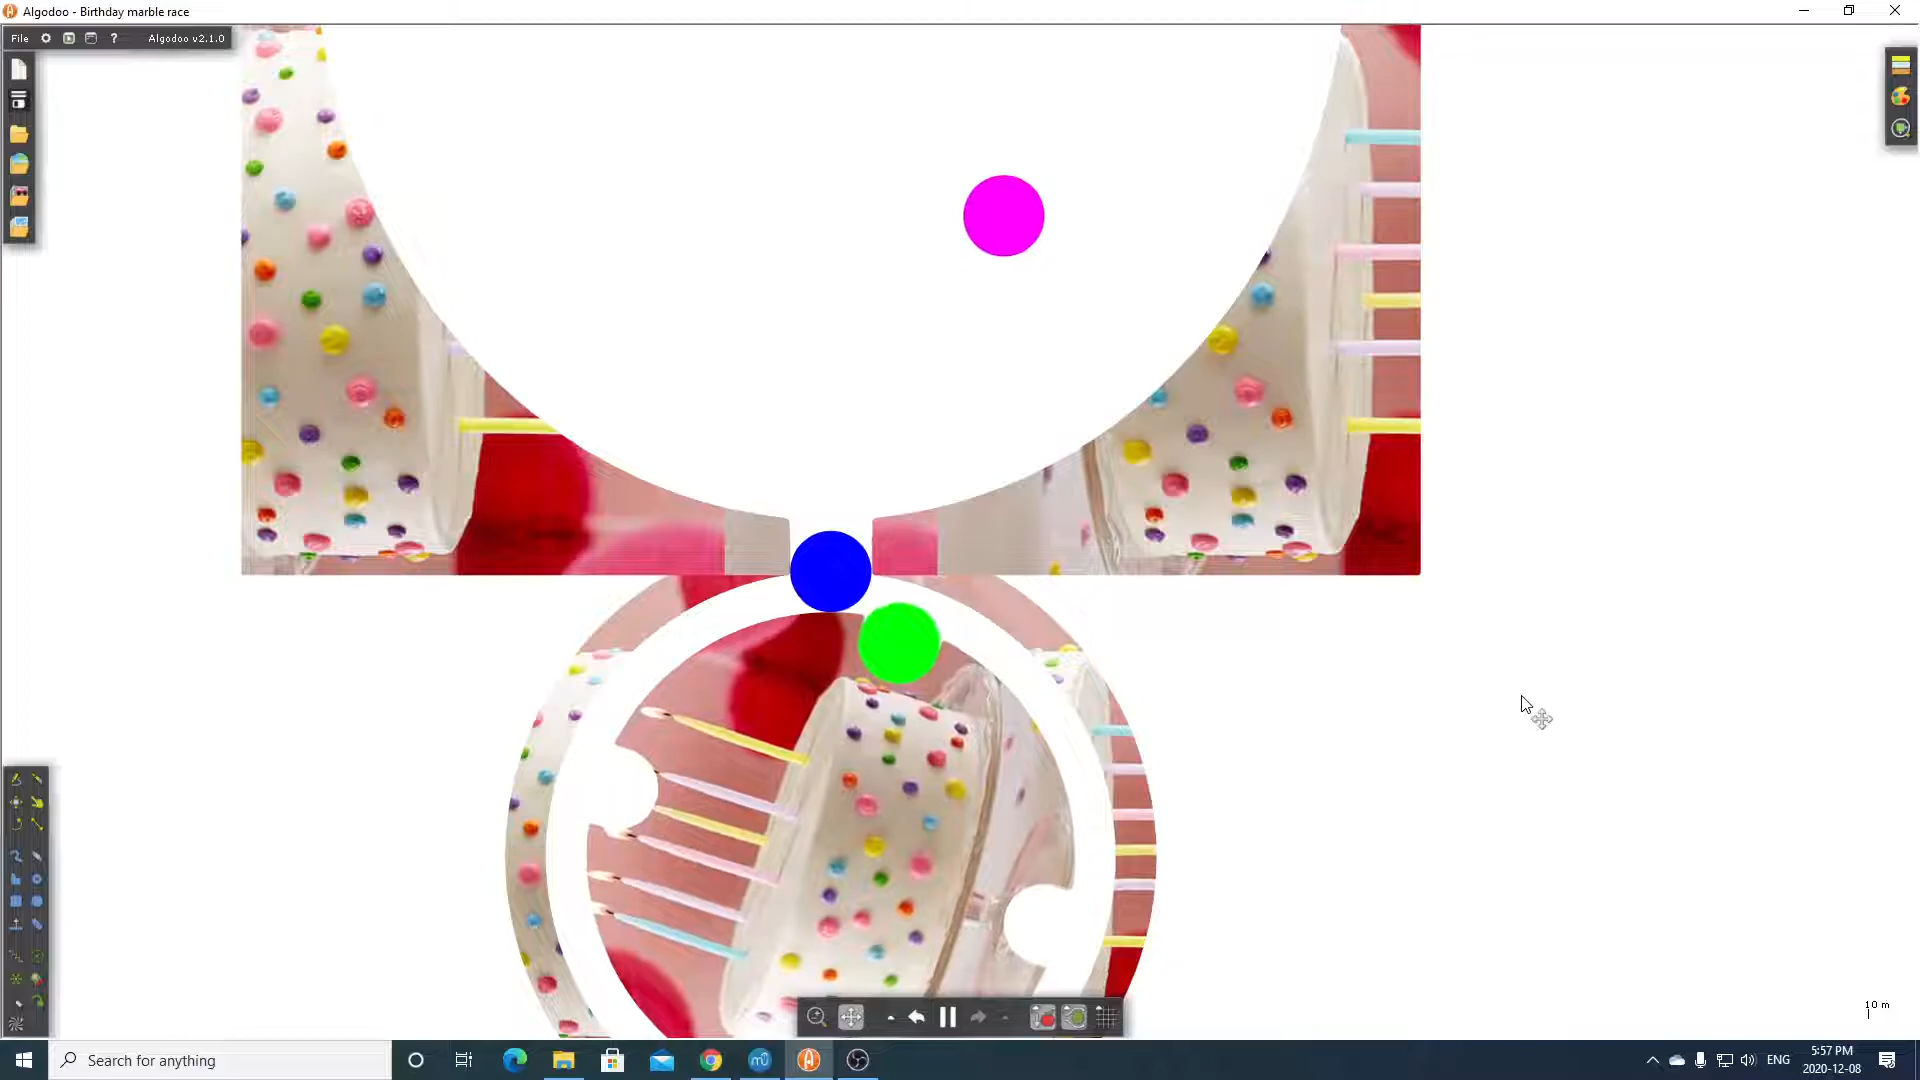 Algodoo - Birthday marble race
File ? Algodoo v2.1.0
10 m
Search for anything
ENG
5:57 PM
2020-12-08